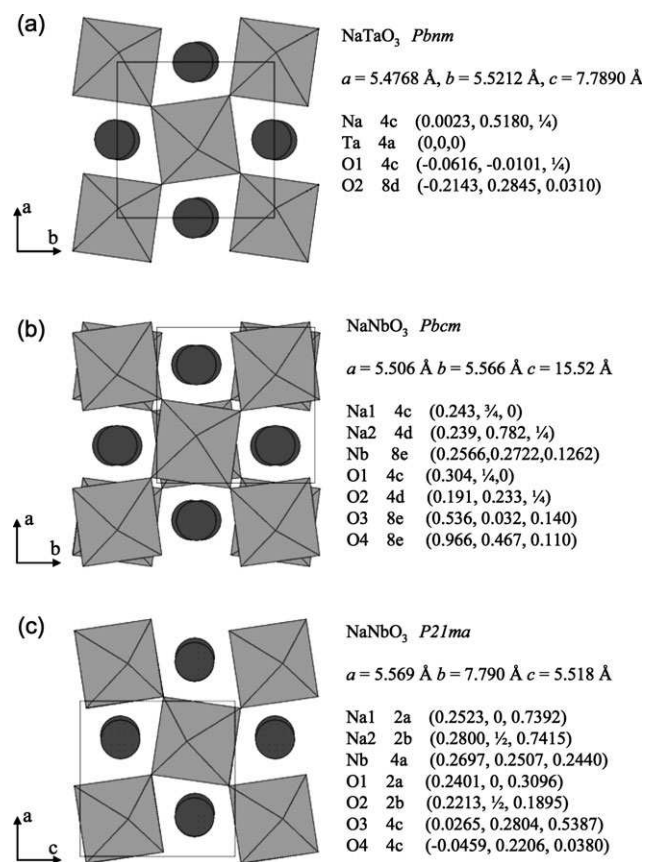 (a)
NaTaO₃ Pbnm
a = 5.4768 Å, b = 5.5212, c = 7.7890 Å
Na 4c (0.0023, 0.5180, ¼)
Ta 4a (0,0,0)
O1 4c (-0.0616, -0.0101, ¼)
O2 8d (-0.2143, 0.2845, 0.0310)
a
b
(b)
NaNbO₃ Pbcm
a = 5.506 Å b = 5.566 Å c = 15.52 Å
Na1 4c (0.243, ¾, 0)
Na2 4d (0.239, 0.782, ¼)
Nb 8e (0.2566,0.2722,0.1262)
O1 4c (0.304, ¼,0)
O2 4d (0.191, 0.233, ¼)
O3 8e (0.536, 0.032, 0.140)
O4 8e (0.966, 0.467, 0.110)
a
b
(c)
NaNbO₃ P21ma
a = 5.569 Å b = 7.790 Å c = 5.518 Å
Na1 2a (0.2523, 0, 0.7392)
Na2 2b (0.2800, ½, 0.7415)
Nb 4a (0.2697, 0.2507, 0.2440)
O1 2a (0.2401, 0, 0.3096)
O2 2b (0.2213, ½, 0.1895)
O3 4c (0.0265, 0.2804, 0.5387)
O4 4c (-0.0459, 0.2206, 0.0380)
a
c